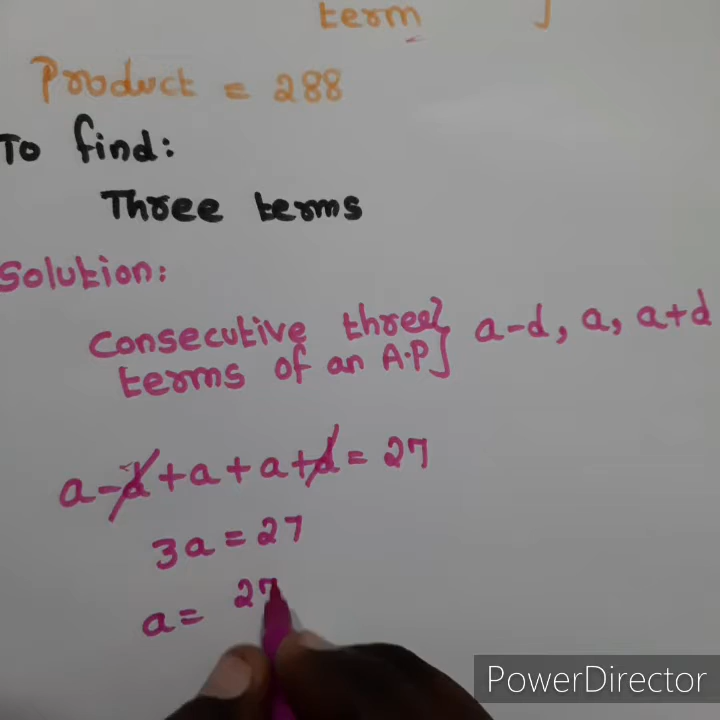 term ]
Product = 288
To find:
Three terms
Solution:
Consecutive three
terms of an A.P] a-d, a, a+d
a-d+a+a+d = 27
3a = 27
a = 27
PowerDirector